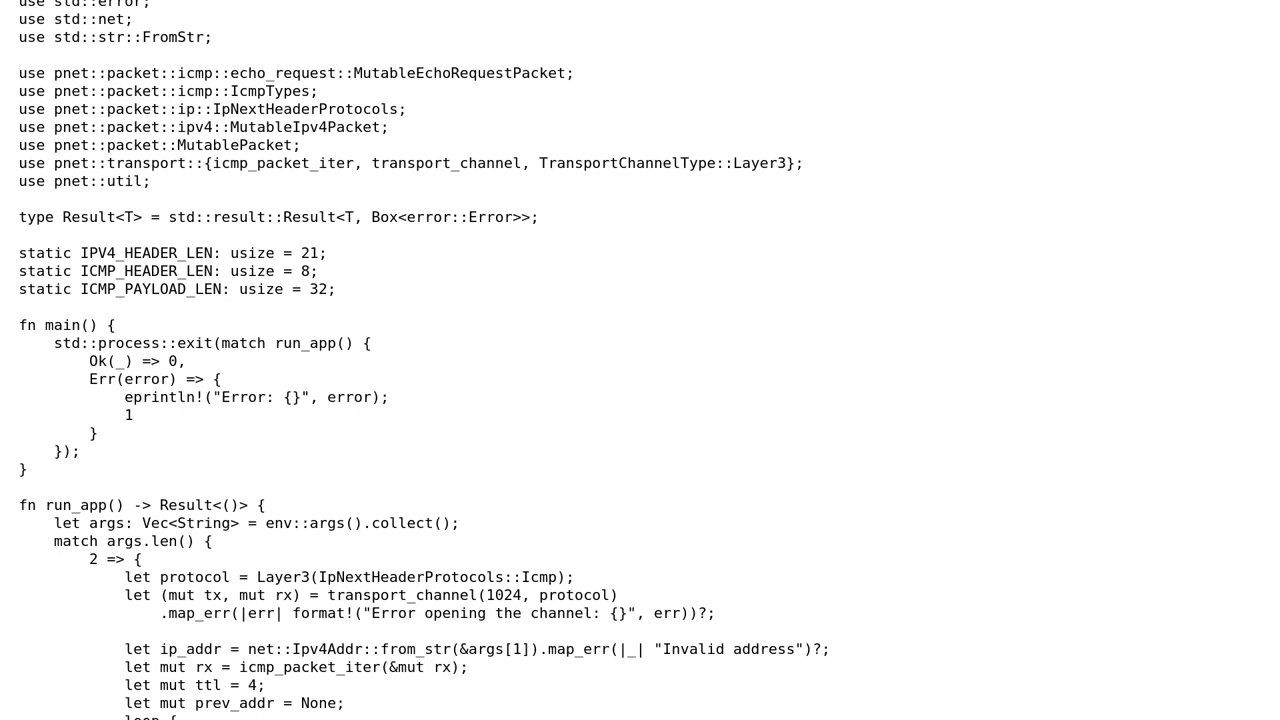 use std::error;
use std::net;
use std::str::FromStr;

use pnet::packet::icmp::echo_request::MutableEchoRequestPacket;
use pnet::packet::icmp::IcmpTypes;
use pnet::packet::ip::IpNextHeaderProtocols;
use pnet::packet::ipv4::MutableIpv4Packet;
use pnet::packet::MutablePacket;
use pnet::transport::{icmp_packet_iter, transport_channel, TransportChannelType::Layer3};
use pnet::util;

type Result<T> = std::result::Result<T, Box<error::Error>>;

static IPV4_HEADER_LEN: usize = 21;
static ICMP_HEADER_LEN: usize = 8;
static ICMP_PAYLOAD_LEN: usize = 32;

fn main() {
    std::process::exit(match run_app() {
        Ok(_) => 0,
        Err(error) => {
            eprintln!("Error: {}", error);
            1
        }
    });
}

fn run_app() -> Result<()> {
    let args: Vec<String> = env::args().collect();
    match args.len() {
        2 => {
            let protocol = Layer3(IpNextHeaderProtocols::Icmp);
            let (mut tx, mut rx) = transport_channel(1024, protocol)
                .map_err(|err| format!("Error opening the channel: {}", err))?;

            let ip_addr = net::Ipv4Addr::from_str(&args[1]).map_err(|_| "Invalid address")?;
            let mut rx = icmp_packet_iter(&mut rx);
            let mut ttl = 4;
            let mut prev_addr = None;
            loop {